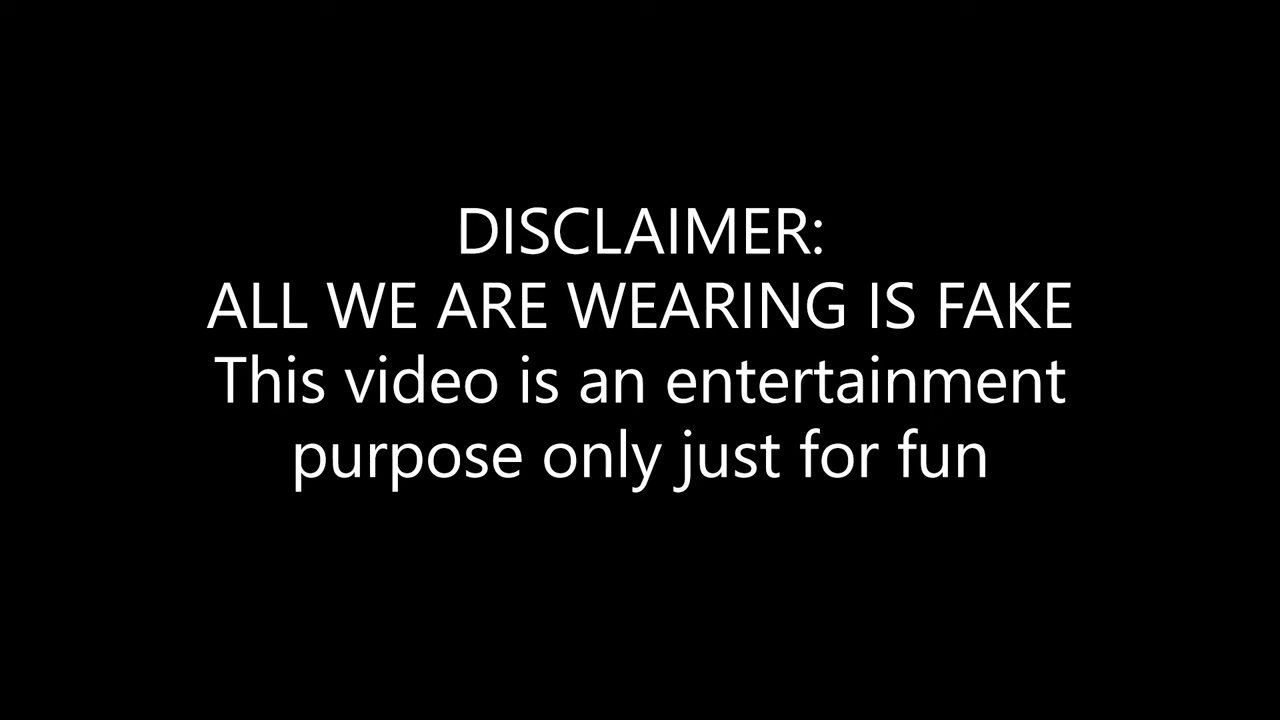 DISCLAIMER:
ALL WE ARE WEARING IS FAKE
This video is an entertainment
purpose only just for fun